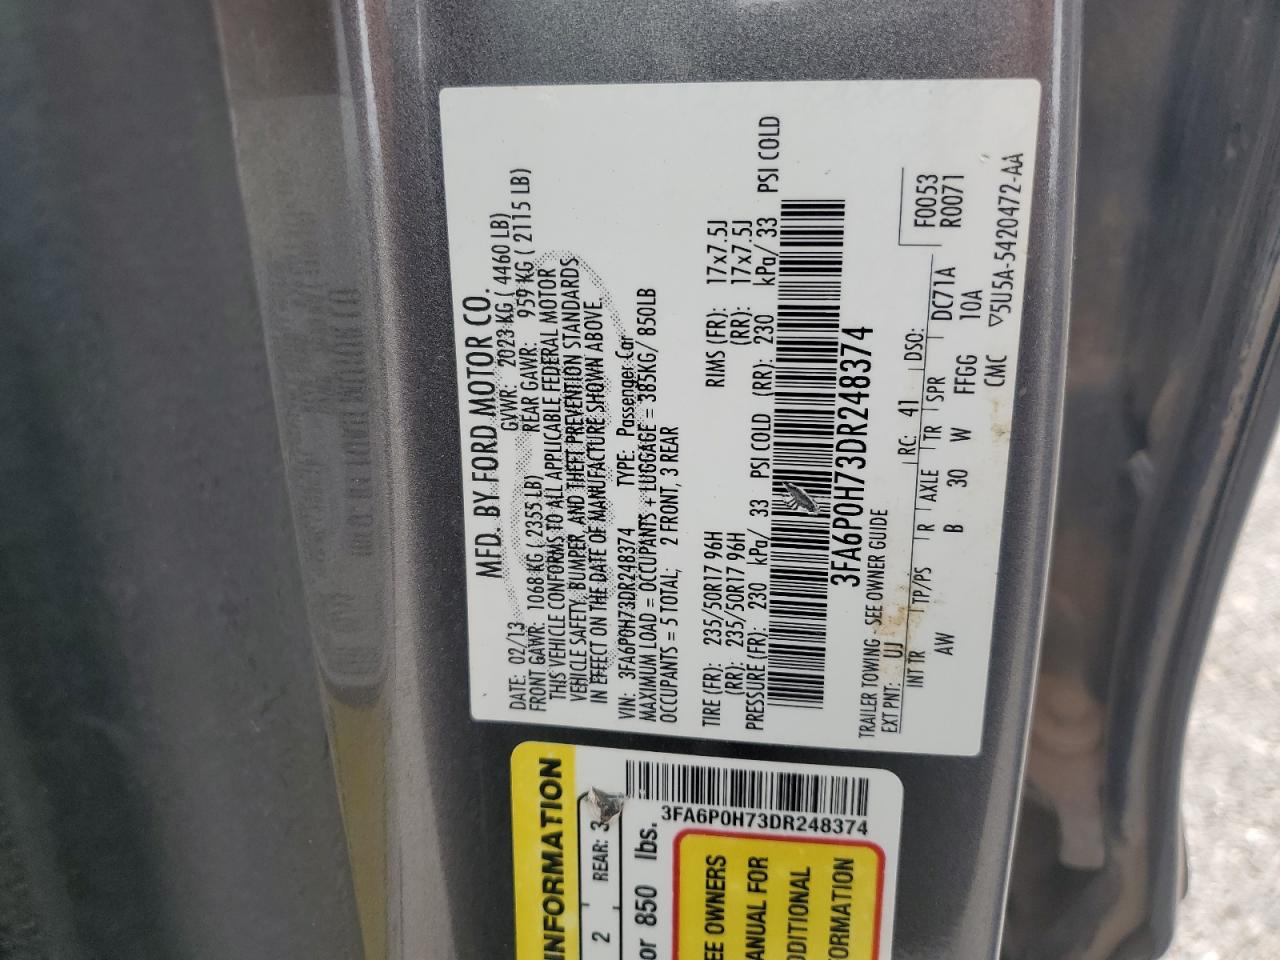 MFD. BY FORD MOTOR CO.
DATE: 02/13 GVWR: 2023 KG ( 4460 LB)
FRONT GAWR: 1068 KG ( 2355 LB) REAR GAWR: 959 KG ( 2115 LB)
THIS VEHICLE CONFORMS TO ALL APPLICABLE FEDERAL MOTOR
VEHICLE SAFETY, BUMPER, AND THEFT PREVENTION STANDARDS
IN EFFECT ON THE DATE OF MANUFACTURE SHOWN ABOVE.
VIN: 3FA6P0H73DR248374 TYPE: Passenger Car
MAXIMUM LOAD = OCCUPANTS + LUGGAGE = 385KG/ 850LB
OCCUPANTS = 5 TOTAL; 2 FRONT, 3 REAR
TIRE (FR): 235/50R17 96H RIMS (FR): 17x7.5J
(RR): 235/50R17 96H (RR): 17x7.5J
PRESSURE (FR): 230 kPa/ 33 PSI COLD (RR): 230 kPa/ 33 PSI COLD
3FA6P0H73DR248374
TRAILER TOWING - SEE OWNER GUIDE
EXT PNT: UJ RC: 41 DSO: F0053
R0071
INT TR TP/PS R AXLE TR SPR DC71A
AW B 30 W FFGG 10A
CMC ▽5U5A-5420472-AA
INFORMATION
2 REAR: 3
or 850 lbs.
3FA6P0H73DR248374
EE OWNERS
ANUAL FOR
DDITIONAL
FORMATION